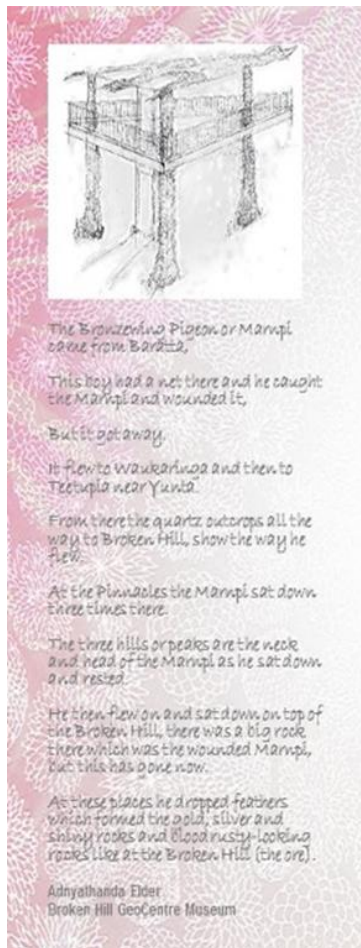 The Bronzewing Pigeon or Marnpi
came from Baratta,
This boy had a net there and he caught
the Marnpi and wounded it,
But it got away.
It flew to Waukaringa and then to
Teetupla near Yunta.
From there the quartz outcrops all the
way to Broken Hill, show the way he
flew.
At the Pinnacles the Marnpi sat down
three times there.
The three hills or peaks are the neck
and head of the Marnpi as he sat down
and rested.
He then flew on and sat down on top of
the Broken Hill, there was a big rock
there which was the wounded Marnpi,
but this has gone now.
At these places he dropped feathers
which formed the gold, silver and
shiny rocks and blood rusty-looking
rocks like at the Broken Hill (the ore).
Adnyathanda Elder
Broken Hill GeoCentre Museum